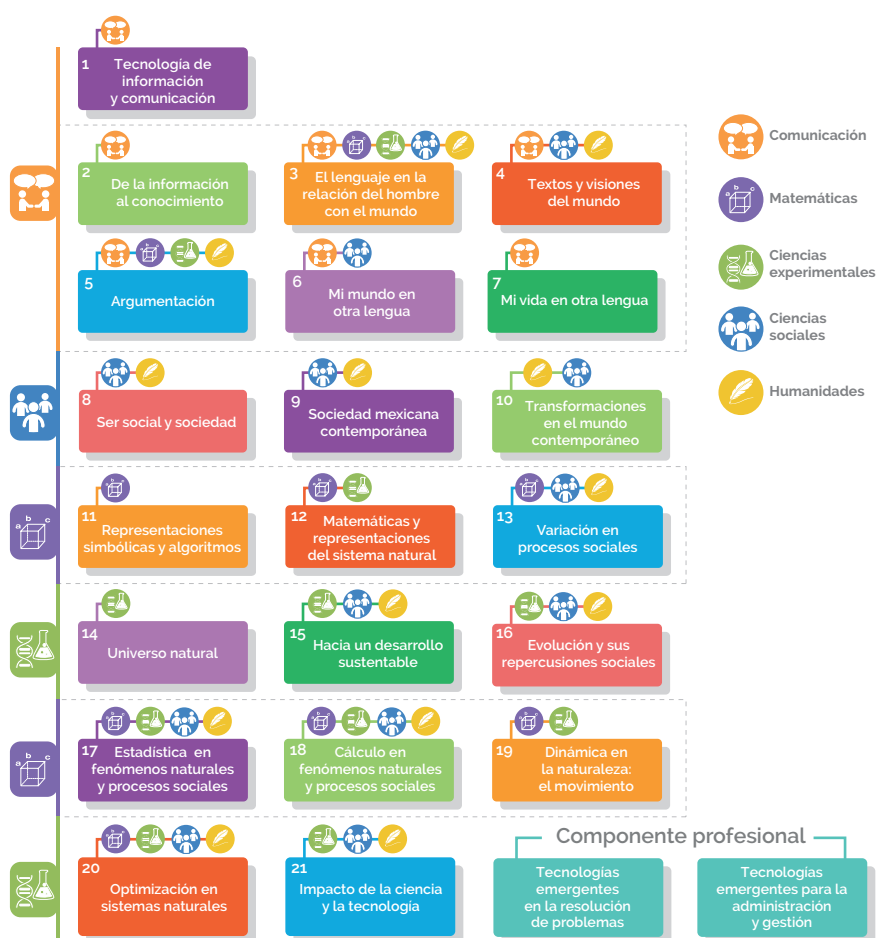 1
Tecnología de
información
y comunicación
2
De la información
al conocimiento
3
El lenguaje en la
relación del hombre
con el mundo
4
Textos y visiones
del mundo
5
Argumentación
6
Mi mundo en
otra lengua
7
Mi vida en otra lengua
8
Ser social y sociedad
9
Sociedad mexicana
contemporánea
10
Transformaciones
en el mundo
contemporáneo
11
Representaciones
simbólicas y algoritmos
12
Matemáticas y
representaciones
del sistema natural
13
Variación en
procesos sociales
14
Universo natural
15
Hacia un desarrollo
sustentable
16
Evolución y sus
repercusiones sociales
17
Estadística en
fenómenos naturales
y procesos sociales
18
Cálculo en
fenómenos naturales
y procesos sociales
19
Dinámica en
la naturaleza:
el movimiento
20
Optimización en
sistemas naturales
21
Impacto de la ciencia
y la tecnología
Componente profesional
Tecnologías
emergentes
en la resolución
de problemas
Tecnologías
emergentes para la
administración
y gestión
Comunicación
a b c
Matemáticas
Ciencias
experimentales
Ciencias
sociales
Humanidades
a b c
a b c